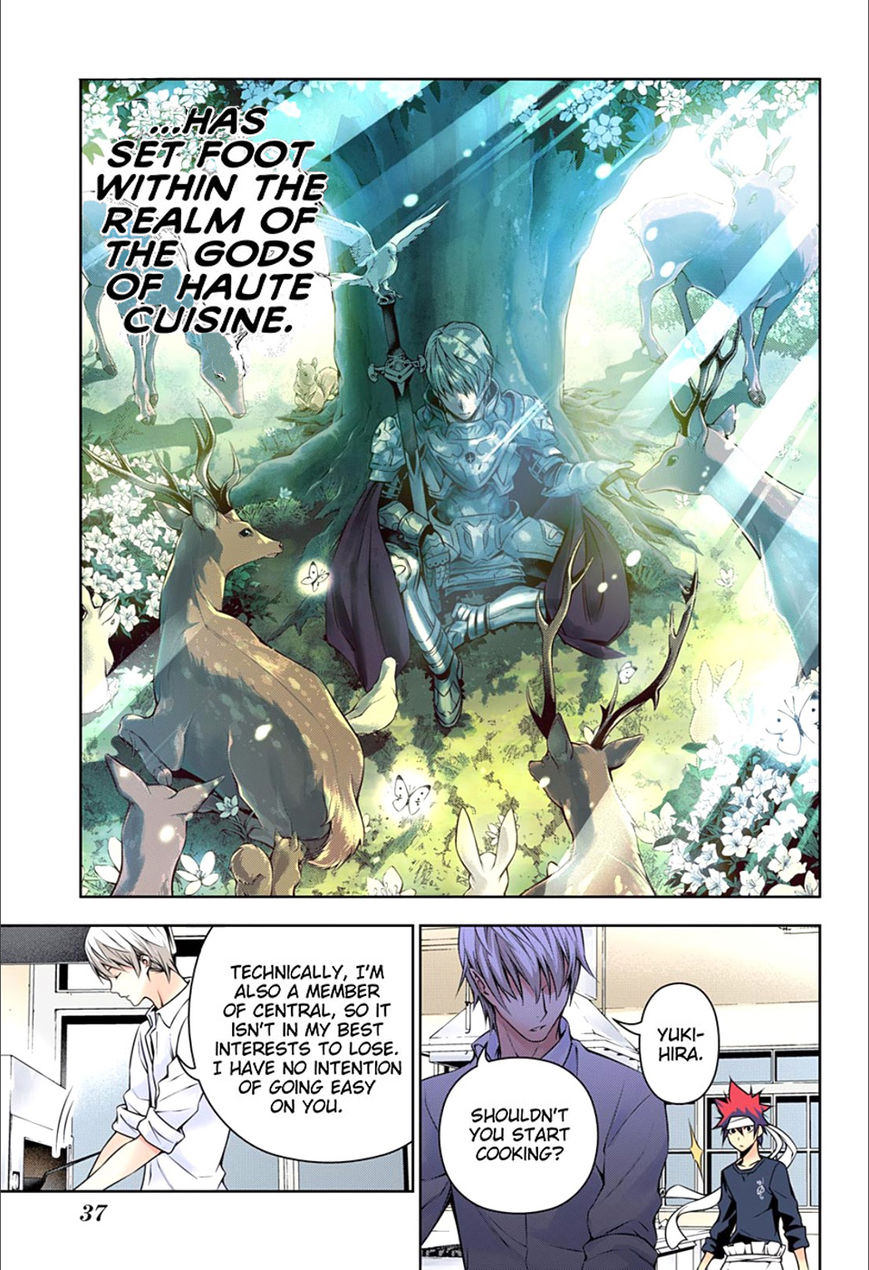 ...HAS
SET FOOT
WITHIN THE
REALM OF
THE GODS
OF HAUTE
CUISINE.
YUKI-
HIRA.
SHOULDN'T
YOU START
COOKING?
TECHNICALLY, I'M
ALSO A MEMBER
OF CENTRAL, SO IT
ISN'T IN MY BEST
INTERESTS TO LOSE.
I HAVE NO INTENTION
OF GOING EASY
ON YOU.
37